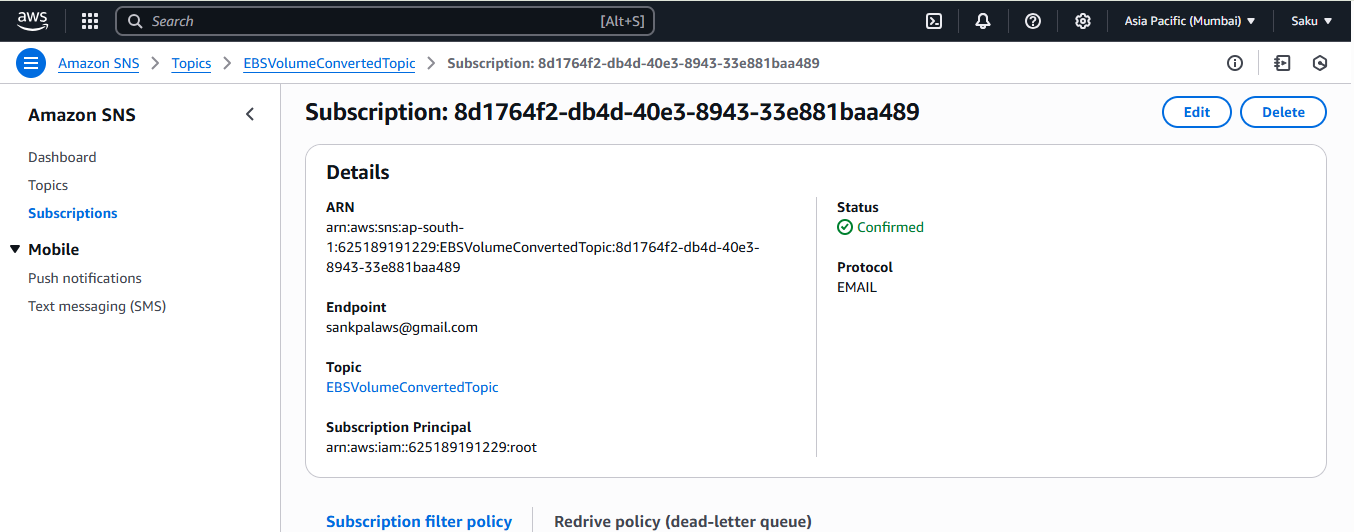 aws
Search [Alt+S]
Asia Pacific (Mumbai) Saku
Amazon SNS Topics EBSVolumeConvertedTopic Subscription: 8d1764f2-db4d-40e3-8943-33e881baa489
Amazon SNS
Dashboard
Topics
Subscriptions
Mobile
Push notifications
Text messaging (SMS)
Subscription: 8d1764f2-db4d-40e3-8943-33e881baa489
Edit Delete
Details
ARN
arn:aws:sns:ap-south-
1:625189191229:EBSVolumeConvertedTopic:8d1764f2-db4d-40e3-
8943-33e881baa489
Endpoint
sankpalaws@gmail.com
Topic
EBSVolumeConvertedTopic
Subscription Principal
arn:aws:iam::625189191229:root
Status
Confirmed
Protocol
EMAIL
Subscription filter policy Redrive policy (dead-letter queue)